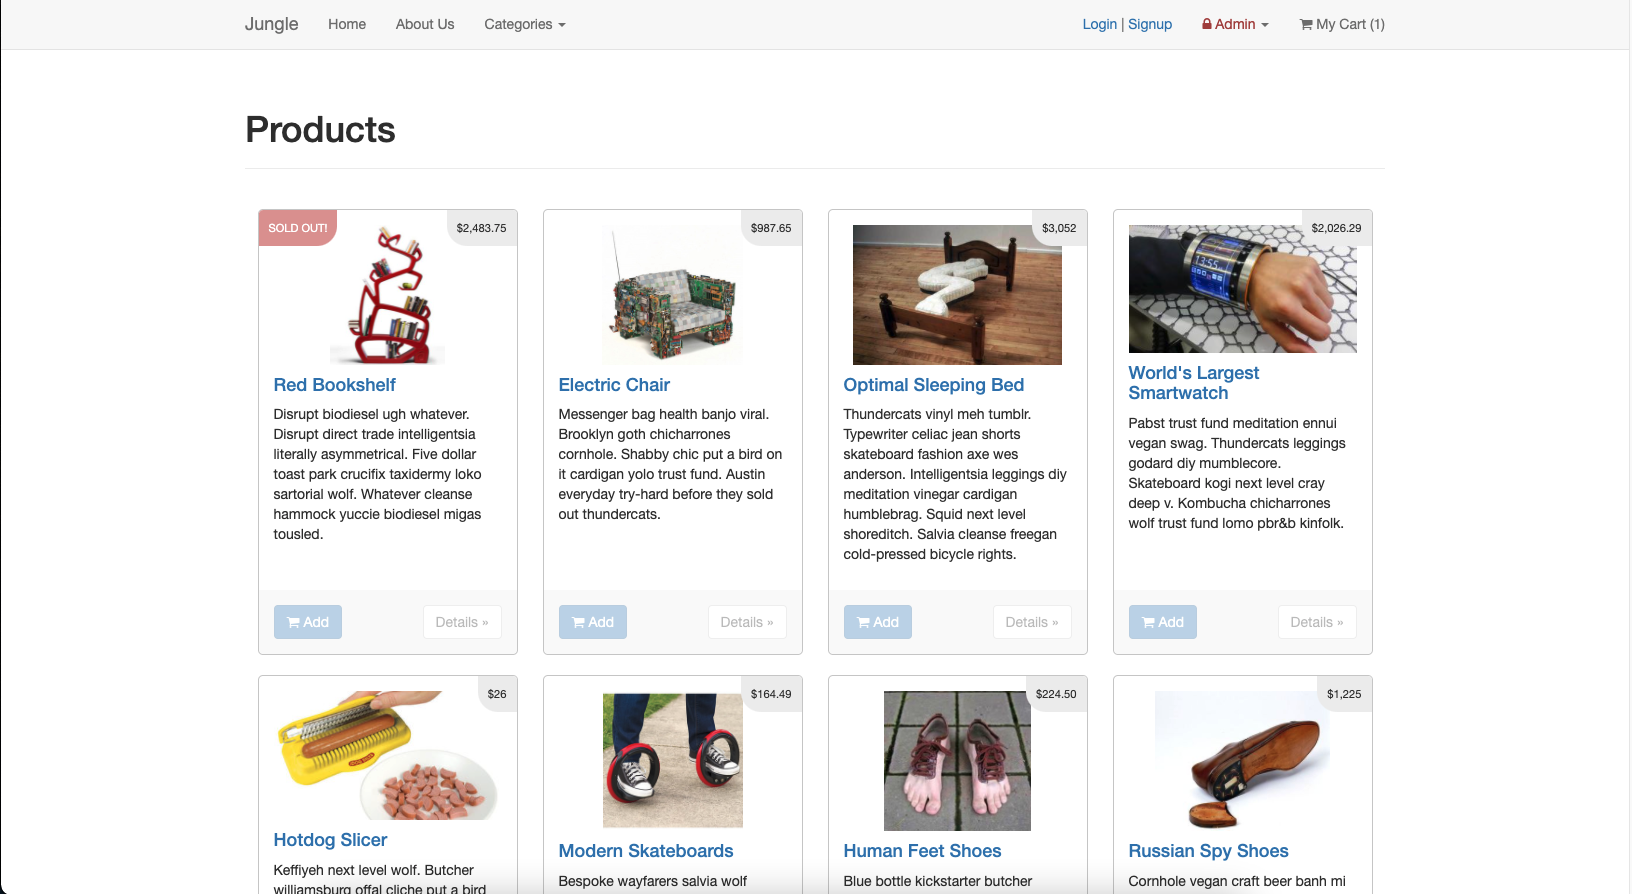 Jungle Home About Us Categories Login | Signup Admin My Cart (1)
Products
SOLD OUT! $2,483.75
Red Bookshelf
Disrupt biodiesel ugh whatever.
Disrupt direct trade intelligentsia
literally asymmetrical. Five dollar
toast park crucifix taxidermy loko
sartorial wolf. Whatever cleanse
hammock yuccie biodiesel migas
tousled.
Add Details »
$987.65
Electric Chair
Messenger bag health banjo viral.
Brooklyn goth chicharrones
cornhole. Shabby chic put a bird on
it cardigan yolo trust fund. Austin
everyday try-hard before they sold
out thundercats.
Add Details »
$3,052
Optimal Sleeping Bed
Thundercats vinyl meh tumblr.
Typewriter celiac jean shorts
skateboard fashion axe wes
anderson. Intelligentsia leggings diy
meditation vinegar cardigan
humblebrag. Squid next level
shoreditch. Salvia cleanse freegan
cold-pressed bicycle rights.
Add Details »
$2,026.29
13:55
World's Largest
Smartwatch
Pabst trust fund meditation ennui
vegan swag. Thundercats leggings
godard diy mumblecore.
Skateboard kogi next level cray
deep v. Kombucha chicharrones
wolf trust fund lomo pbr&b kinfolk.
Add Details »
$26
Hotdog Slicer
Keffiyeh next level wolf. Butcher
williamsburg offal cliche put a bird
$164.49
Modern Skateboards
Bespoke wayfarers salvia wolf
$224.50
Human Feet Shoes
Blue bottle kickstarter butcher
$1,225
Russian Spy Shoes
Cornhole vegan craft beer banh mi